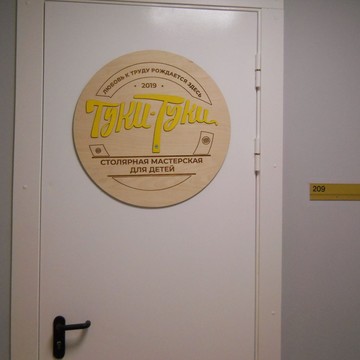 ЛЮБОВЬ К ТРУДУ РОЖДАЕТСЯ ЗДЕСЬ
· 2019 ·
Туки-Туки
СТОЛЯРНАЯ МАСТЕРСКАЯ
ДЛЯ ДЕТЕЙ
209